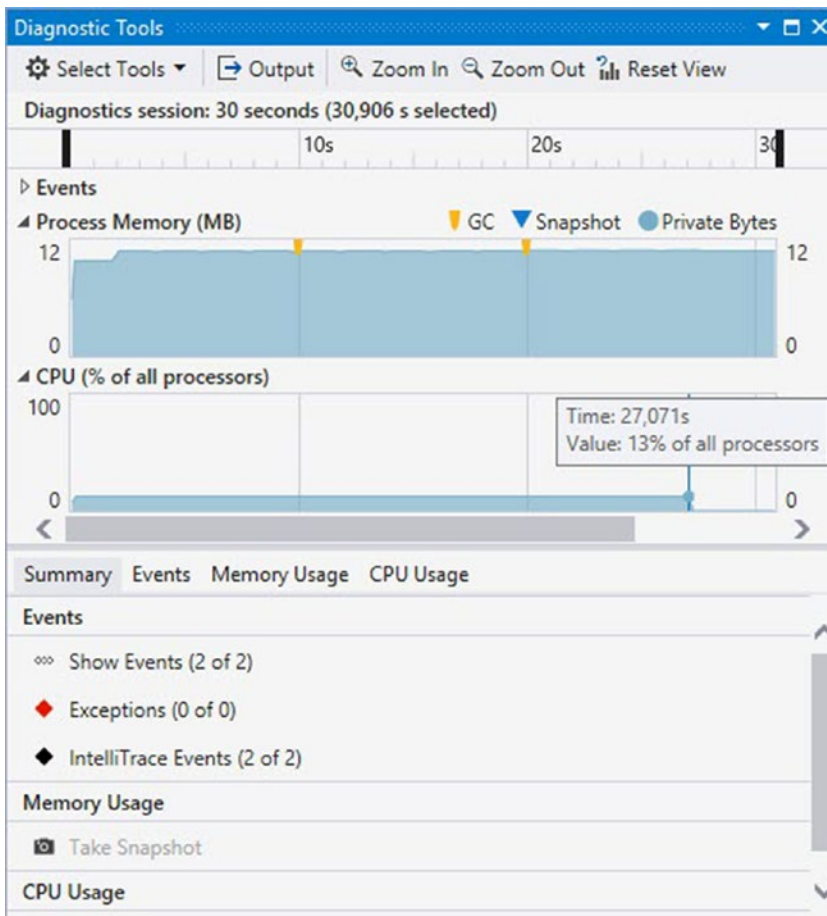 Diagnostic Tools
Select Tools Output Zoom In Zoom Out Reset View
Diagnostics session: 30 seconds (30,906 s selected)
10s 20s 30
Events
Process Memory (MB) GC Snapshot Private Bytes
12 12
0 0
CPU (% of all processors)
100
Time: 27,071s
Value: 13% of all processors
0 0
Summary Events Memory Usage CPU Usage
Events
Show Events (2 of 2)
Exceptions (0 of 0)
IntelliTrace Events (2 of 2)
Memory Usage
Take Snapshot
CPU Usage